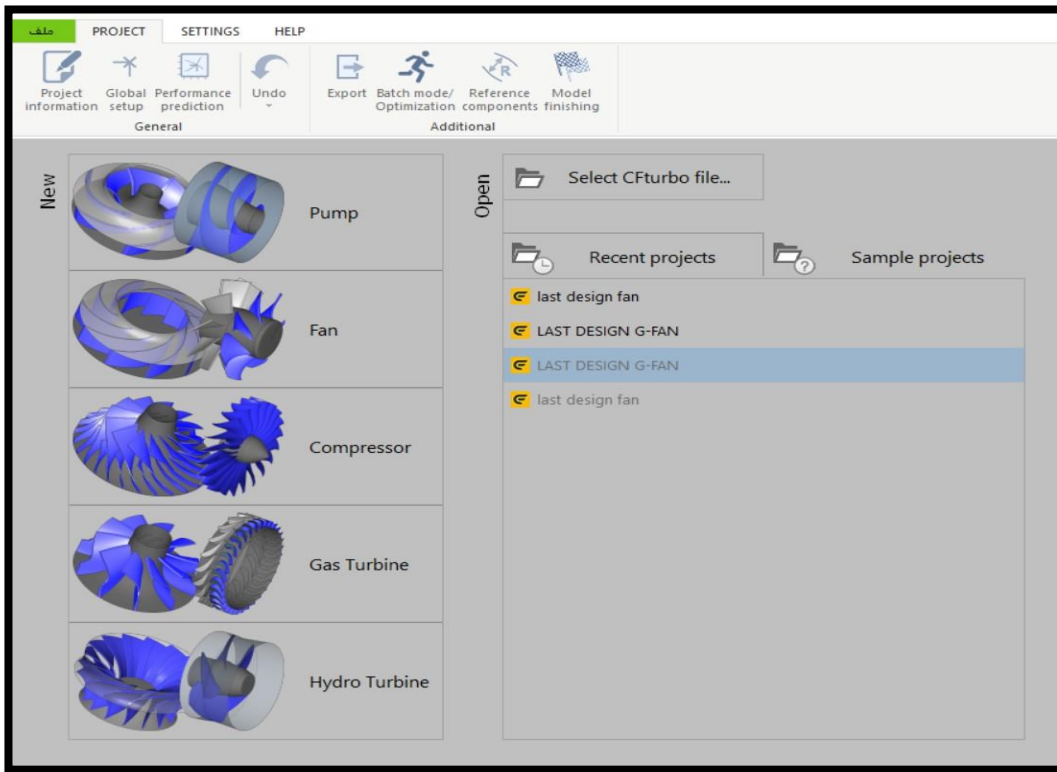 ملف PROJECT SETTINGS HELP
Project information
Global setup
Performance prediction
Undo
Export
Batch mode/ Optimization
Reference components
Model finishing
General
Additional
New
Pump
Fan
Compressor
Gas Turbine
Hydro Turbine
Open
Select CFturbo file...
Recent projects
Sample projects
last design fan
LAST DESIGN G-FAN
LAST DESIGN G-FAN
last design fan